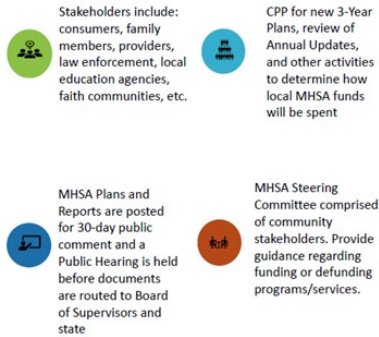 Stakeholders include:
consumers, family
members, providers,
law enforcement, local
education agencies,
faith communities, etc.
CPP for new 3-Year
Plans, review of
Annual Updates,
and other activities
to determine how
local MHSA funds
will be spent
MHSA Plans and
Reports are posted
for 30-day public
comment and a
Public Hearing is held
before documents
are routed to Board
of Supervisors and
state
MHSA Steering
Committee comprised
of community
stakeholders. Provide
guidance regarding
funding or defunding
programs/services.